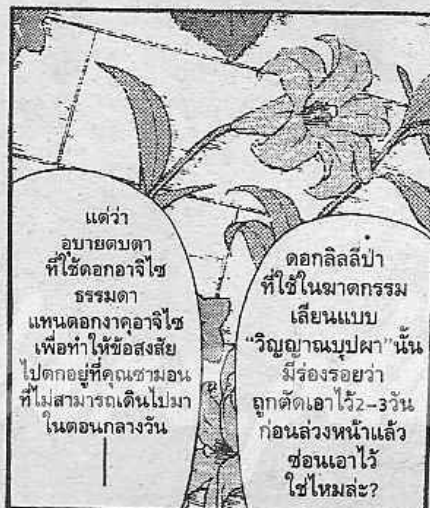 ดอกลิลลี่ป่า
ที่ใช้ในฆาตกรรม
เลียนแบบ
“วิญญาณบุปผา”นั้น
มีร่องรอยว่า
ถูกตัดเอาไว้2-3วัน
ก่อนล่วงหน้าแล้ว
ซ่อนเอาไว้
ใช่ไหมล่ะ?
แต่ว่า
อุบายตบตา
ที่ใช้ดอกอาจิไซ
ธรรมดา
แทนดอกงาคุอาจิไซ
เพื่อทำให้ข้อสงสัย
ไปตกอยู่ที่คุณซามอน
ที่ไม่สามารถเดินไปมา
ในตอนกลางวัน